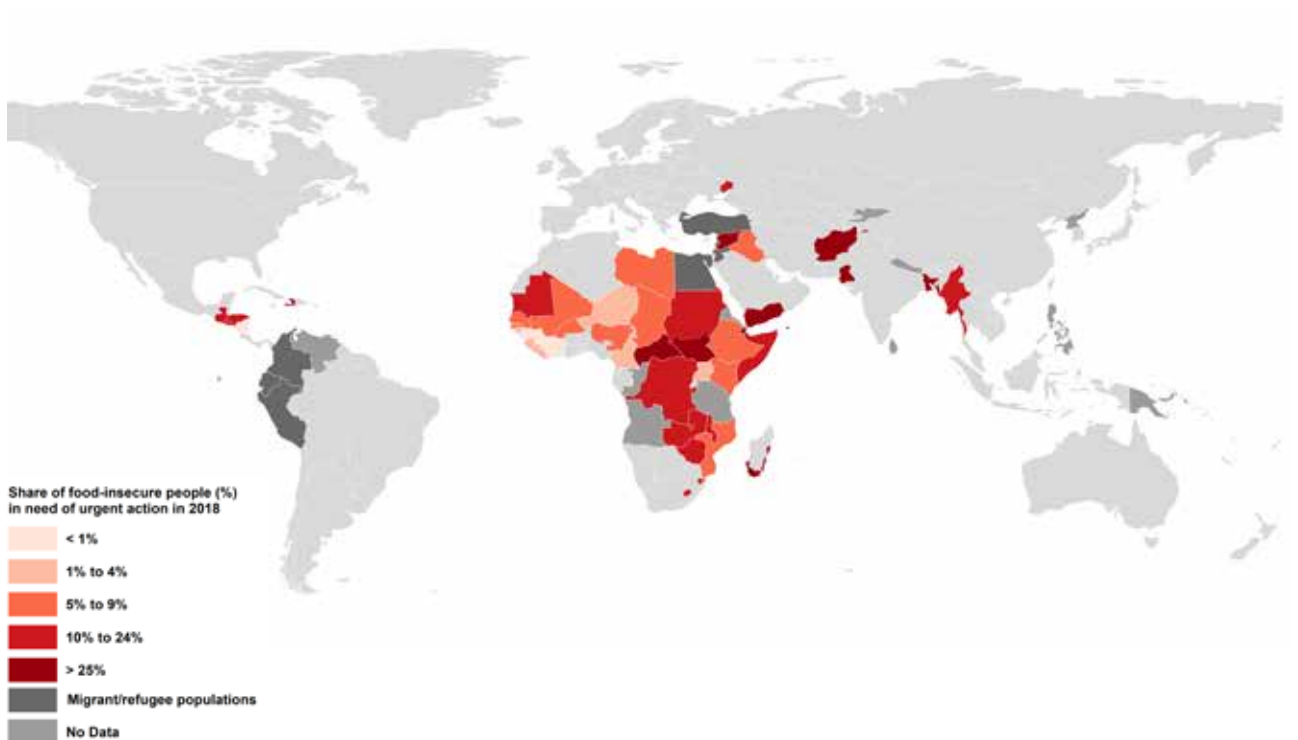 Share of food-insecure people (%)
in need of urgent action in 2018
< 1%
1% to 4%
5% to 9%
10% to 24%
> 25%
Migrant/refugee populations
No Data